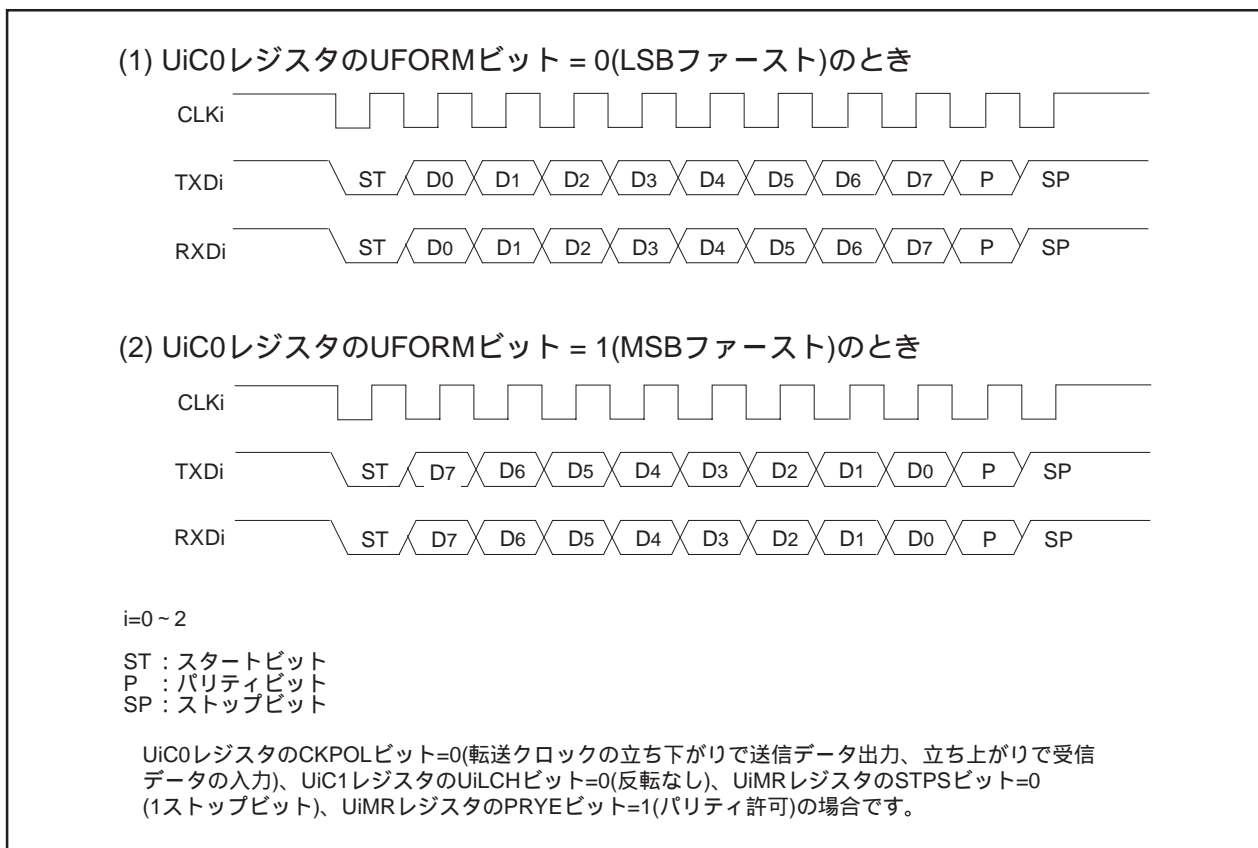 (1) UiC0レジスタのUFORMビット = 0(LSBファースト)のとき
CLKi
TXDi ST D0 D1 D2 D3 D4 D5 D6 D7 P SP
RXDi ST D0 D1 D2 D3 D4 D5 D6 D7 P SP
(2) UiC0レジスタのUFORMビット = 1(MSBファースト)のとき
CLKi
TXDi ST D7 D6 D5 D4 D3 D2 D1 D0 P SP
RXDi ST D7 D6 D5 D4 D3 D2 D1 D0 P SP
i=0~2
ST:スタートビット
P :パリティビット
SP:ストップビット
UiC0レジスタのCKPOLビット=0(転送クロックの立ち下がりで送信データ出力、立ち上がりで受信
データの入力)、UiC1レジスタのUiLCHビット=0(反転なし)、UiMRレジスタのSTPSビット=0
(1ストップビット)、UiMRレジスタのPRYEビット=1(パリティ許可)の場合です。